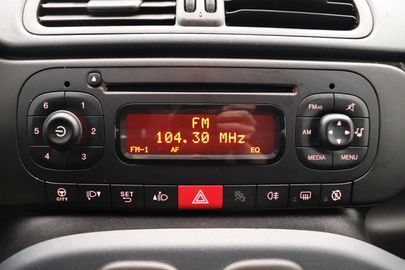 FM
104.30 MHz
FM-1 AF EQ
6 1
5 2
4 3
FMAS
AM
MEDIA MENU
CITY SET